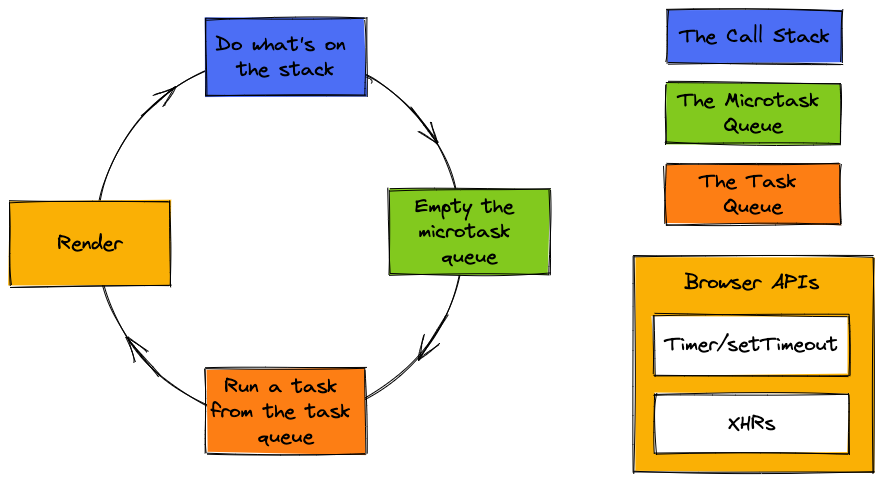 Do what's on
the stack
Empty the
microtask
queue
Run a task
from the task
queue
Render
The Call Stack
The Microtask
Queue
The Task
Queue
Browser APIs
Timer/setTimeout
XHRs